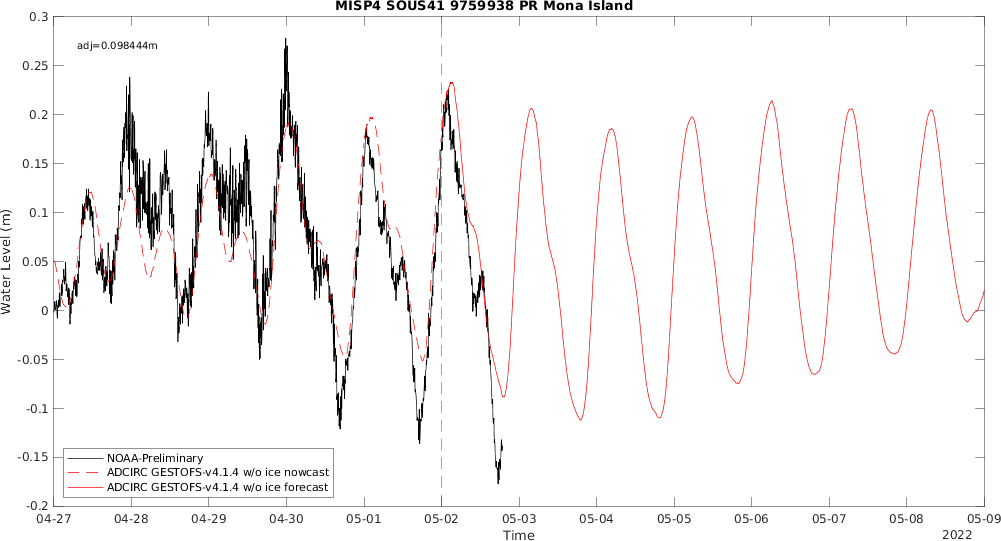 MISP4 SOUS41 9759938 PR Mona Island
adj=0.098444m
0.3
0.25
0.2
0.15
0.1
0.05
0
-0.05
-0.1
-0.15
-0.2
Water Level (m)
NOAA-Preliminary
ADCIRC GESTOFS-v4.1.4 w/o ice nowcast
ADCIRC GESTOFS-v4.1.4 w/o ice forecast
04-27 04-28 04-29 04-30 05-01 05-02 05-03 05-04 05-05 05-06 05-07 05-08 05-09
Time
2022